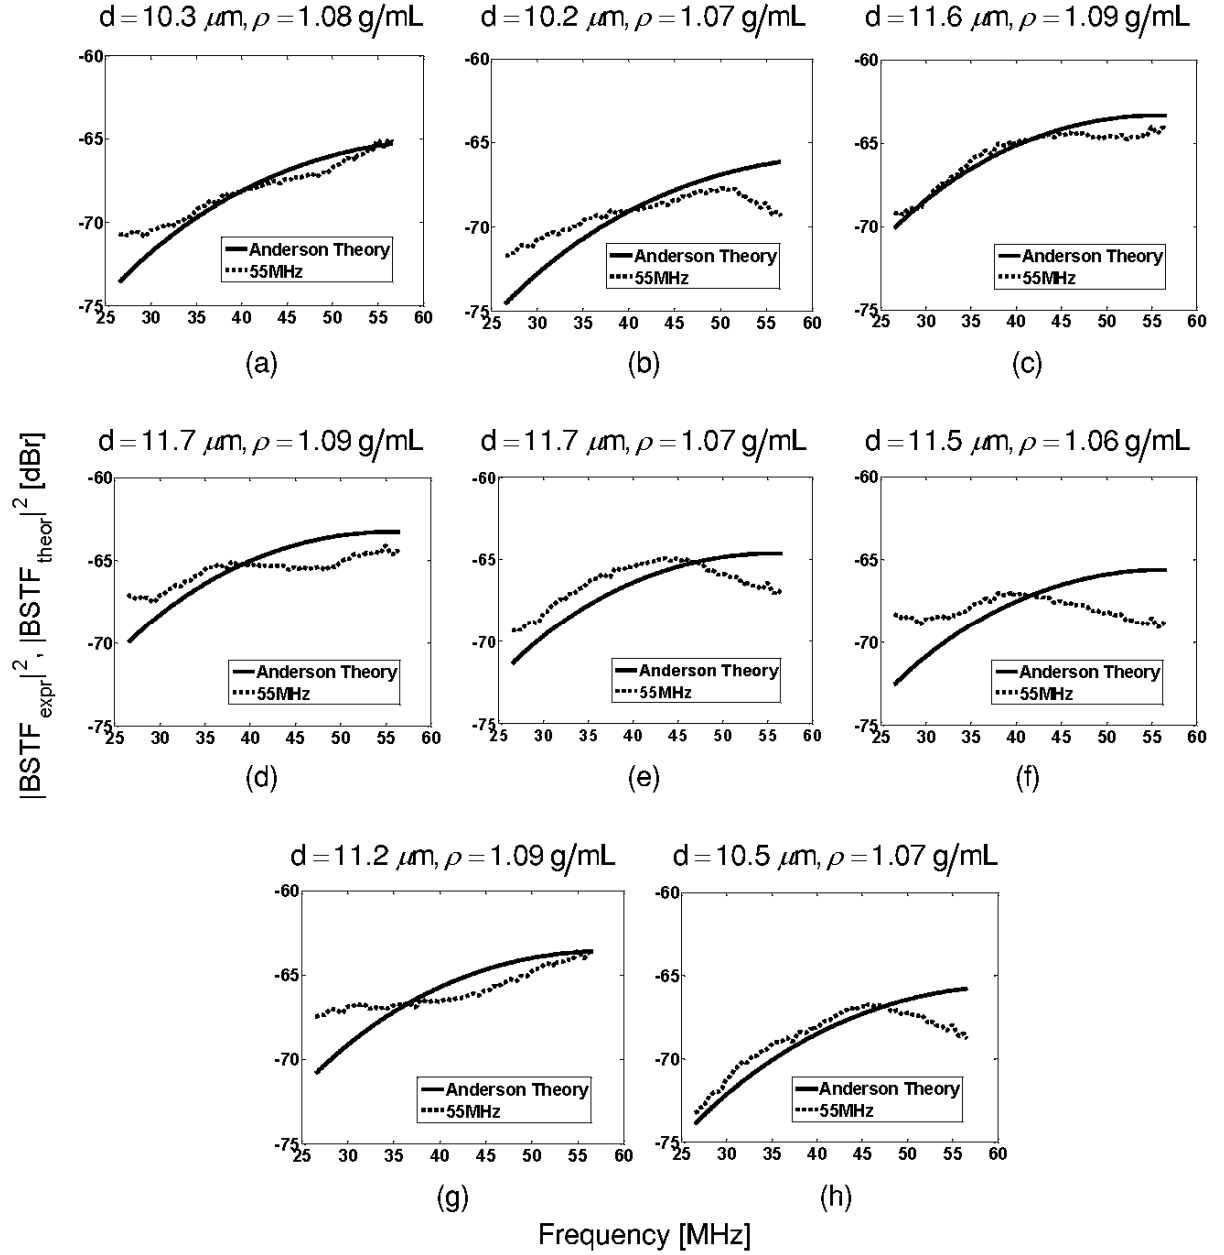 d = 10.3 μm, ρ = 1.08 g/mL
-60
-65
-70
-75
Anderson Theory
55MHz
25 30 35 40 45 50 55 60
(a)
d = 10.2 μm, ρ = 1.07 g/mL
-60
-65
-70
-75
Anderson Theory
55MHz
25 30 35 40 45 50 55 60
(b)
d = 11.6 μm, ρ = 1.09 g/mL
-60
-65
-70
-75
Anderson Theory
55MHz
25 30 35 40 45 50 55 60
(c)
|BSTF_expr|^2, |BSTF_theor|^2 [dBr]
d = 11.7 μm, ρ = 1.09 g/mL
-60
-65
-70
-75
Anderson Theory
55MHz
25 30 35 40 45 50 55 60
(d)
d = 11.7 μm, ρ = 1.07 g/mL
-60
-65
-70
-75
Anderson Theory
55MHz
25 30 35 40 45 50 55 60
(e)
d = 11.5 μm, ρ = 1.06 g/mL
-60
-65
-70
-75
Anderson Theory
55MHz
25 30 35 40 45 50 55 60
(f)
d = 11.2 μm, ρ = 1.09 g/mL
-60
-65
-70
-75
Anderson Theory
55MHz
25 30 35 40 45 50 55 60
(g)
d = 10.5 μm, ρ = 1.07 g/mL
-60
-65
-70
-75
Anderson Theory
55MHz
25 30 35 40 45 50 55 60
(h)
Frequency [MHz]